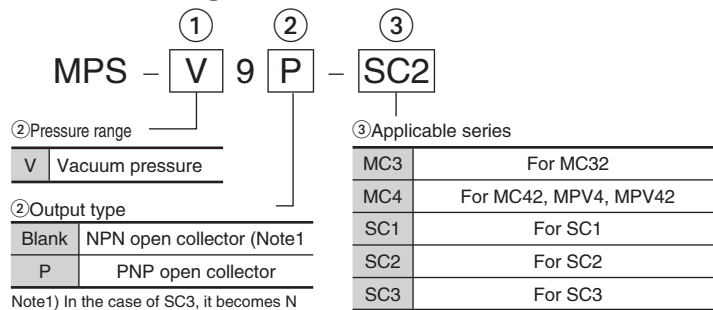 ① ② ③
MPS – V 9 P – SC2
②Pressure range
V Vacuum pressure
②Output type
Blank NPN open collector (Note1
P PNP open collector
Note1) In the case of SC3, it becomes N
③Applicable series
MC3 For MC32
MC4 For MC42, MPV4, MPV42
SC1 For SC1
SC2 For SC2
SC3 For SC3